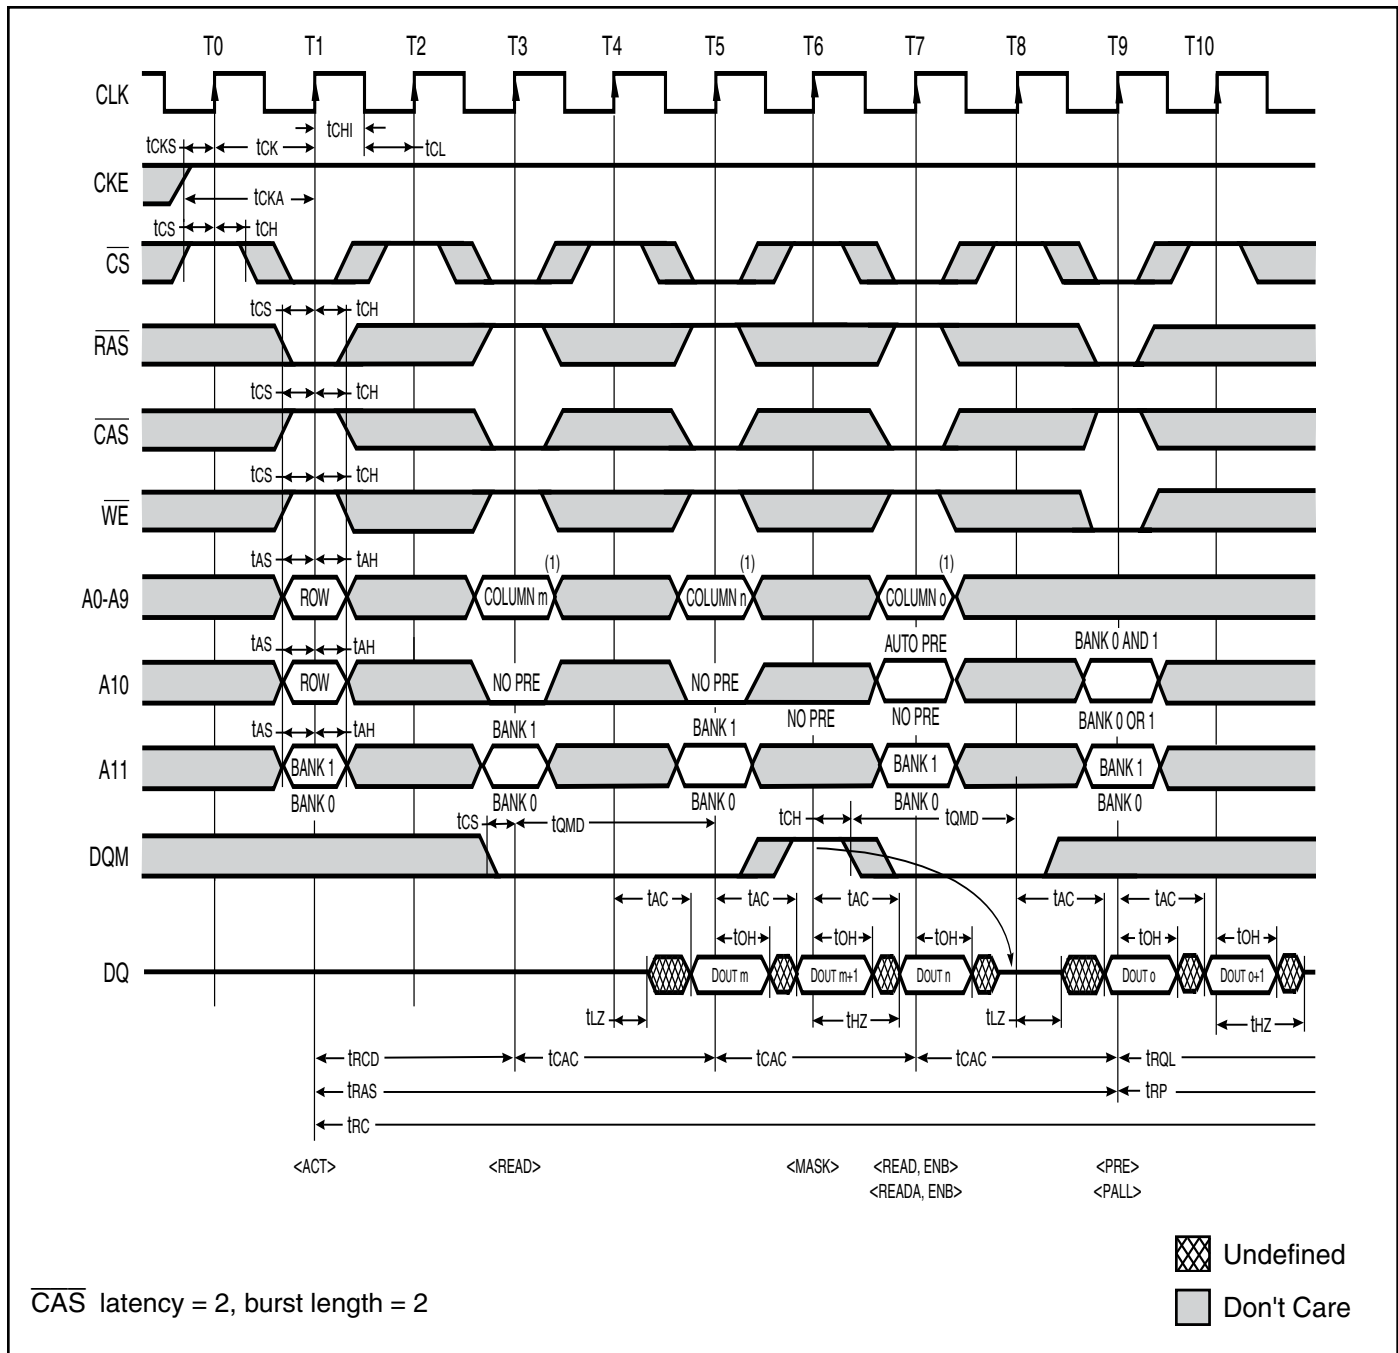 T0 T1 T2 T3 T4 T5 T6 T7 T8 T9 T10
CLK
tCHI
tCKS tCK tCL
CKE
tCKA
tCS tCH
CS
tCS tCH
RAS
tCS tCH
CAS
tCS tCH
WE
tAS tAH (1) (1) (1)
A0-A9 ROW COLUMN m COLUMN n COLUMN o
tAS tAH AUTO PRE BANK 0 AND 1
A10 ROW NO PRE NO PRE
tAS tAH BANK 1 BANK 1 NO PRE NO PRE BANK 0 OR 1
A11 BANK 1 BANK 1 BANK 1
BANK 0 BANK 0 BANK 0 BANK 0 BANK 0
tCS tQMD tCH tQMD
DQM
tAC tAC tAC tAC tAC
tOH tOH tOH tOH tOH
DQ DOUT m DOUT m+1 DOUT n DOUT o DOUT o+1
tLZ tHZ tLZ tHZ
tRCD tCAC tCAC tCAC tRQL
tRAS tRP
tRC
<ACT> <READ> <MASK> <READ, ENB> <PRE>
<READA, ENB> <PALL>
Undefined
CAS latency = 2, burst length = 2
Don't Care